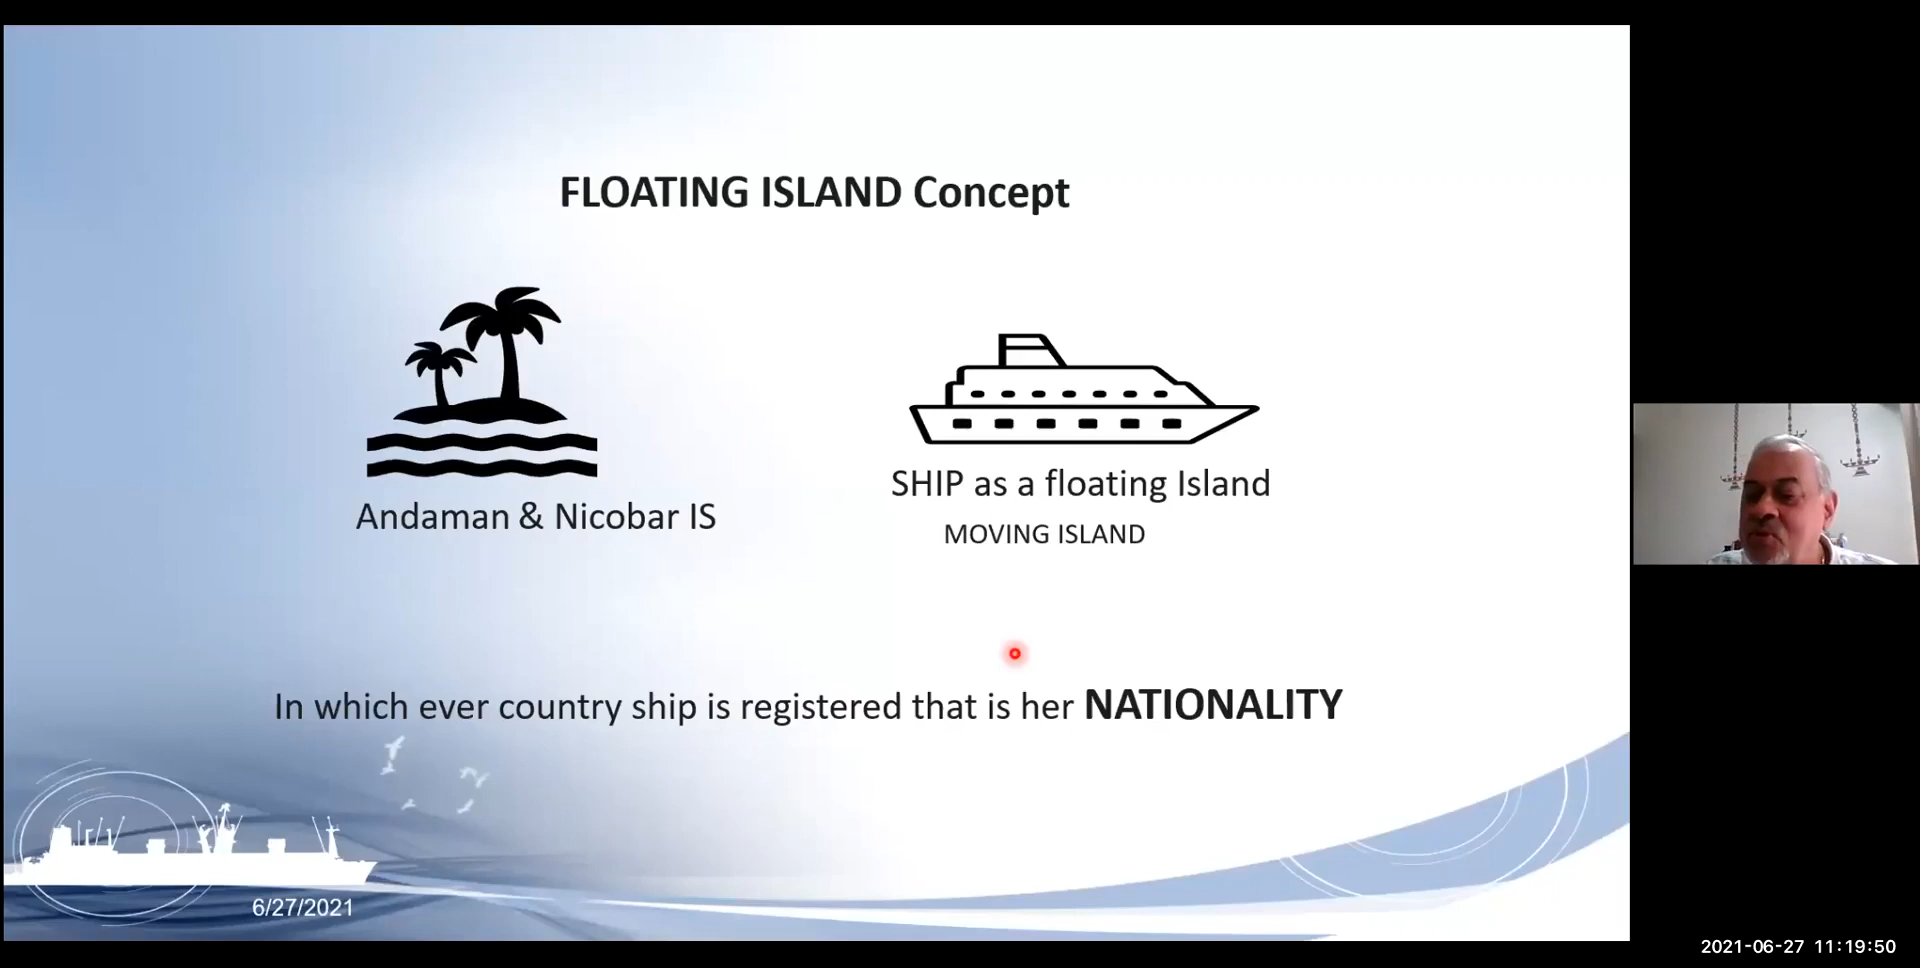 FLOATING ISLAND Concept
Andaman & Nicobar IS
SHIP as a floating Island
MOVING ISLAND
In which ever country ship is registered that is her NATIONALITY
6/27/2021
2021-06-27 11:19:50